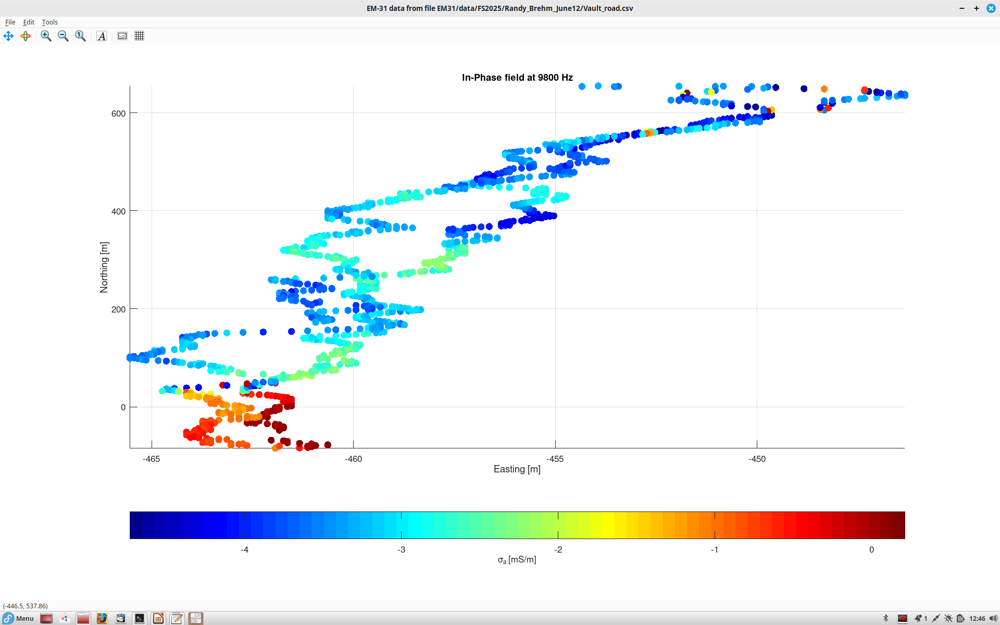 EM-31 data from file EM31/data/FS2025/Randy_Brehm_June12/Vault_road.csv
File Edit Tools
1 A
In-Phase field at 9800 Hz
600
400
200
0
Northing [m]
-465 -460 -455 -450
Easting [m]
-4 -3 -2 -1 0
σa [mS/m]
(-446.5, 537.86)
Menu 1 12:46